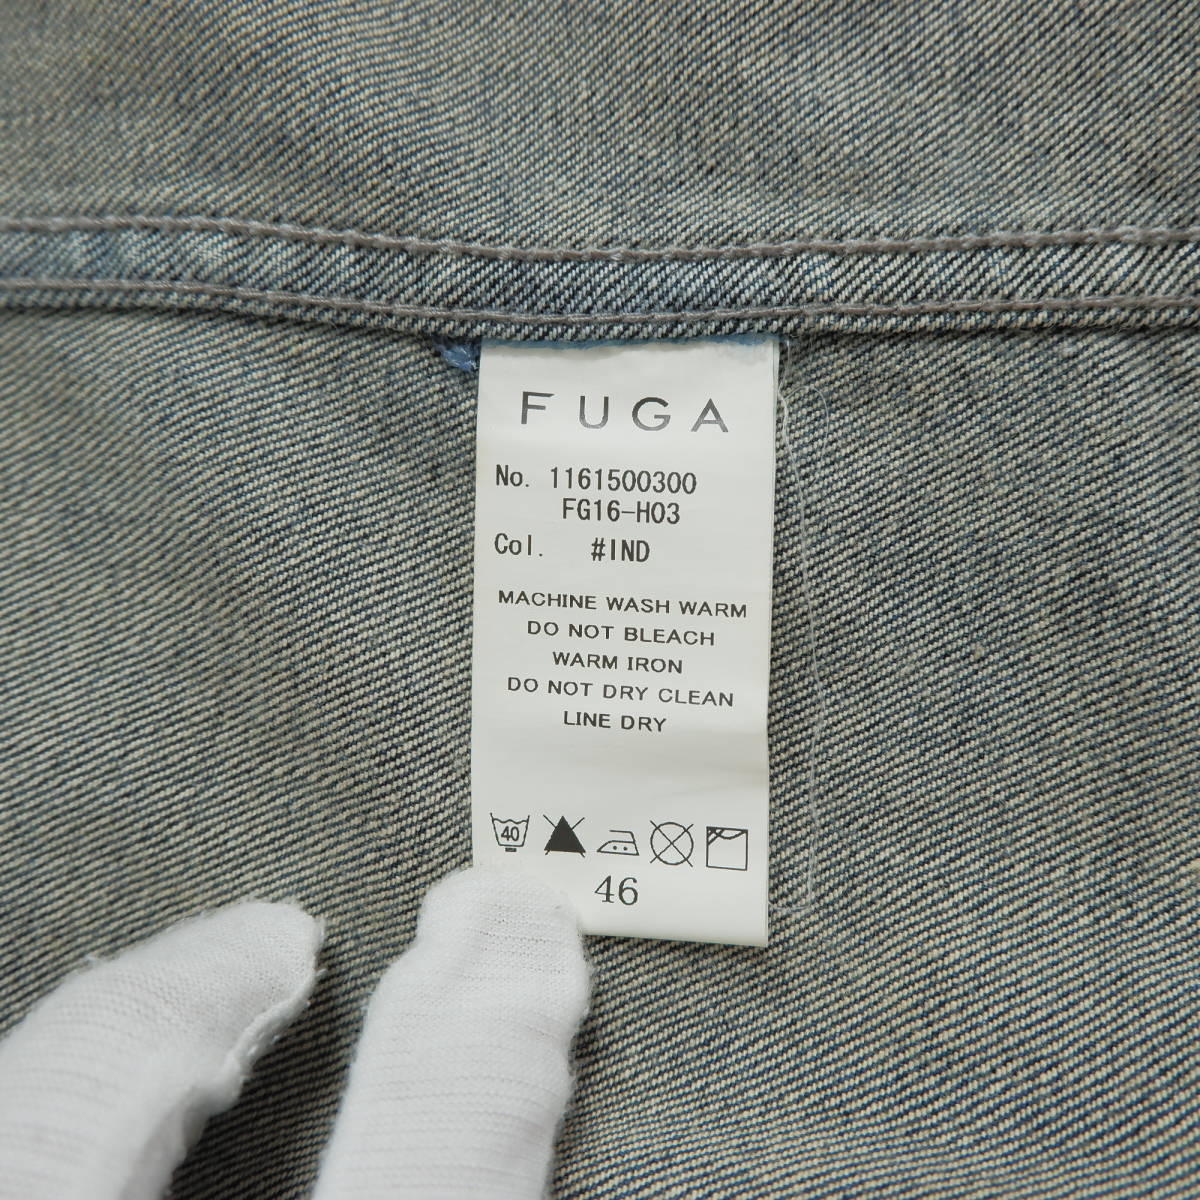 FUGA
No. 1161500300
FG16-H03
Col. #IND
MACHINE WASH WARM
DO NOT BLEACH
WARM IRON
DO NOT DRY CLEAN
LINE DRY
40
46